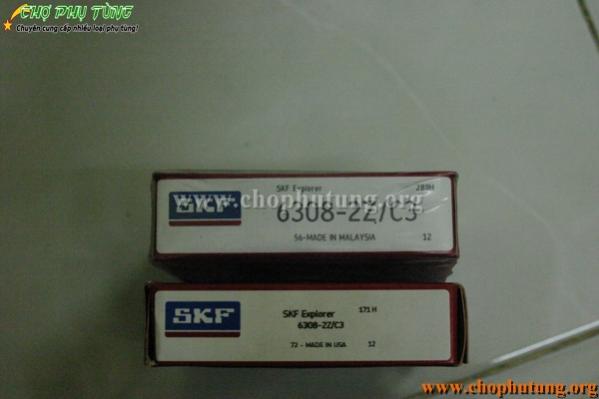 CHỢ PHỤ TÙNG
Chuyên cung cấp nhiều loại phụ tùng!
SKF Explorer
www.chophutung.org
SKF
6308-2Z/C3
56-MADE IN MALAYSIA 12
SKF
SKF Explorer 171 H
6308-2Z/C3
72 - MADE IN USA 12
www.chophutung.org